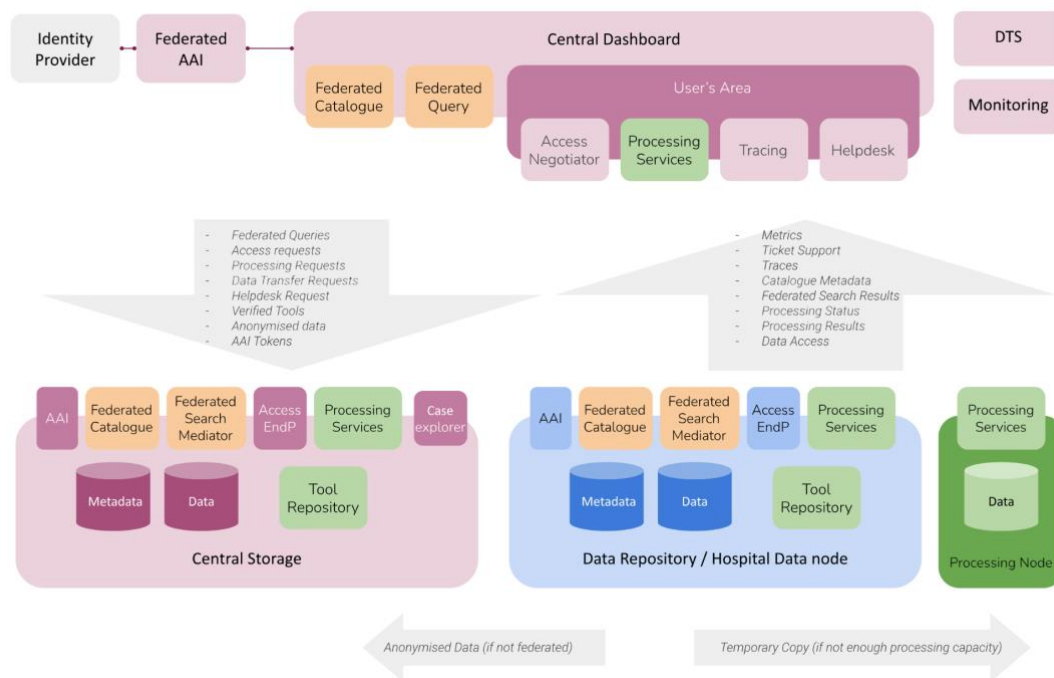 Identity
Provider
Federated
AAI
Central Dashboard
DTS
Monitoring
Federated
Catalogue
Federated
Query
User's Area
Access
Negotiator
Processing
Services
Tracing
Helpdesk
- Federated Queries
- Access requests
- Processing Requests
- Data Transfer Requests
- Helpdesk Request
- Verified Tools
- Anonymised data
- AAI Tokens
- Metrics
- Ticket Support
- Traces
- Catalogue Metadata
- Federated Search Results
- Processing Status
- Processing Results
- Data Access
AAI
Federated
Catalogue
Federated
Search
Mediator
Access
EndP
Processing
Services
Case
explorer
Metadata
Data
Tool
Repository
Central Storage
AAI
Federated
Catalogue
Federated
Search
Mediator
Access
EndP
Processing
Services
Metadata
Data
Tool
Repository
Data Repository / Hospital Data node
Processing
Services
Data
Processing Node
Anonymised Data (if not federated)
Temporary Copy (if not enough processing capacity)